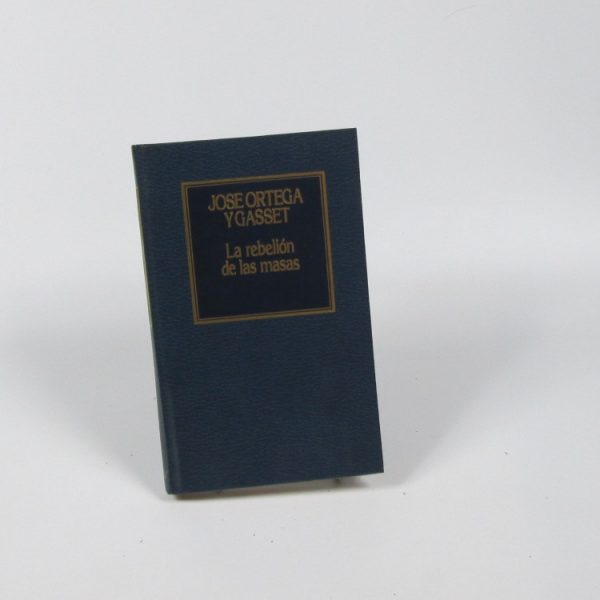 JOSE ORTEGA
Y GASSET
La rebelión
de las masas